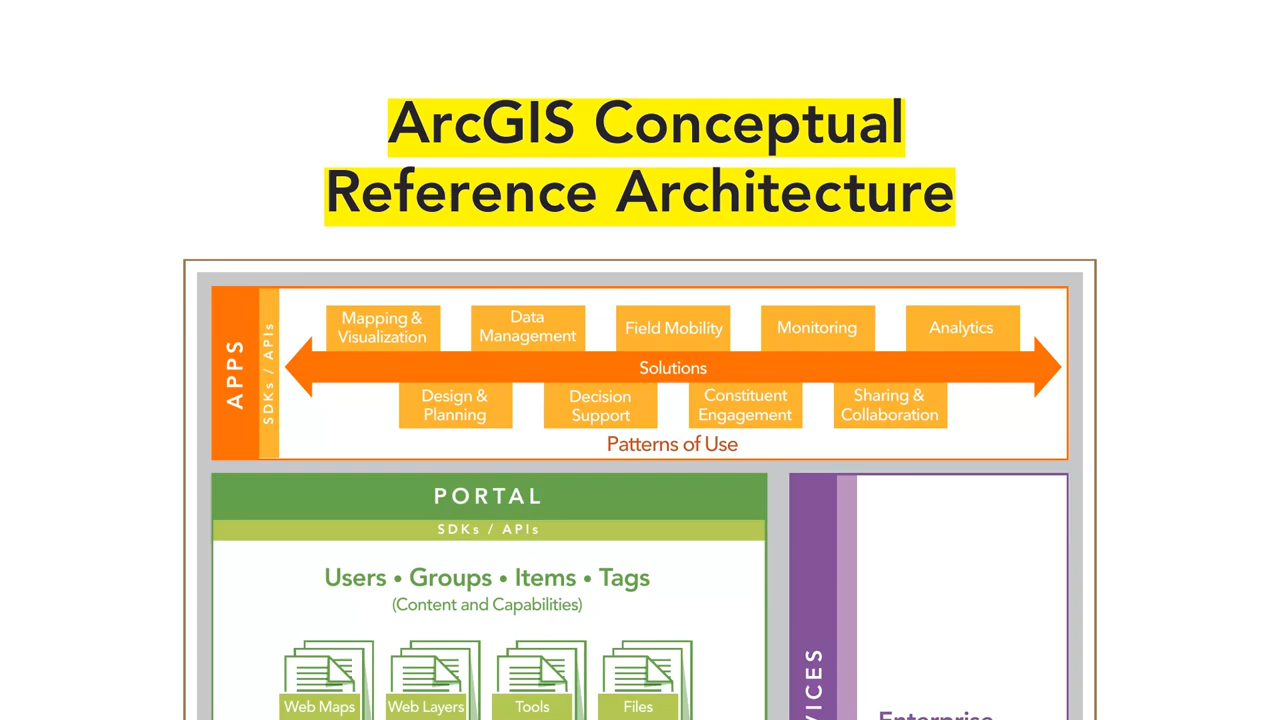 ArcGIS Conceptual
Reference Architecture
APPS
SDKs / APIs
Mapping &
Visualization
Data
Management
Field Mobility
Monitoring
Analytics
Solutions
Design &
Planning
Decision
Support
Constituent
Engagement
Sharing &
Collaboration
Patterns of Use
PORTAL
SDKs / APIs
Users • Groups • Items • Tags
(Content and Capabilities)
Web Maps
Web Layers
Tools
Files
VICES
Enterprise